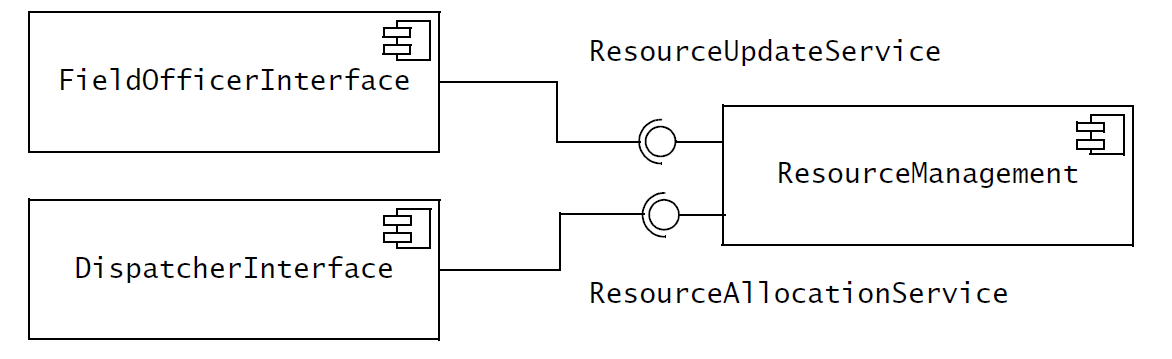 FieldOfficerInterface
ResourceUpdateService
ResourceManagement
DispatcherInterface
ResourceAllocationService